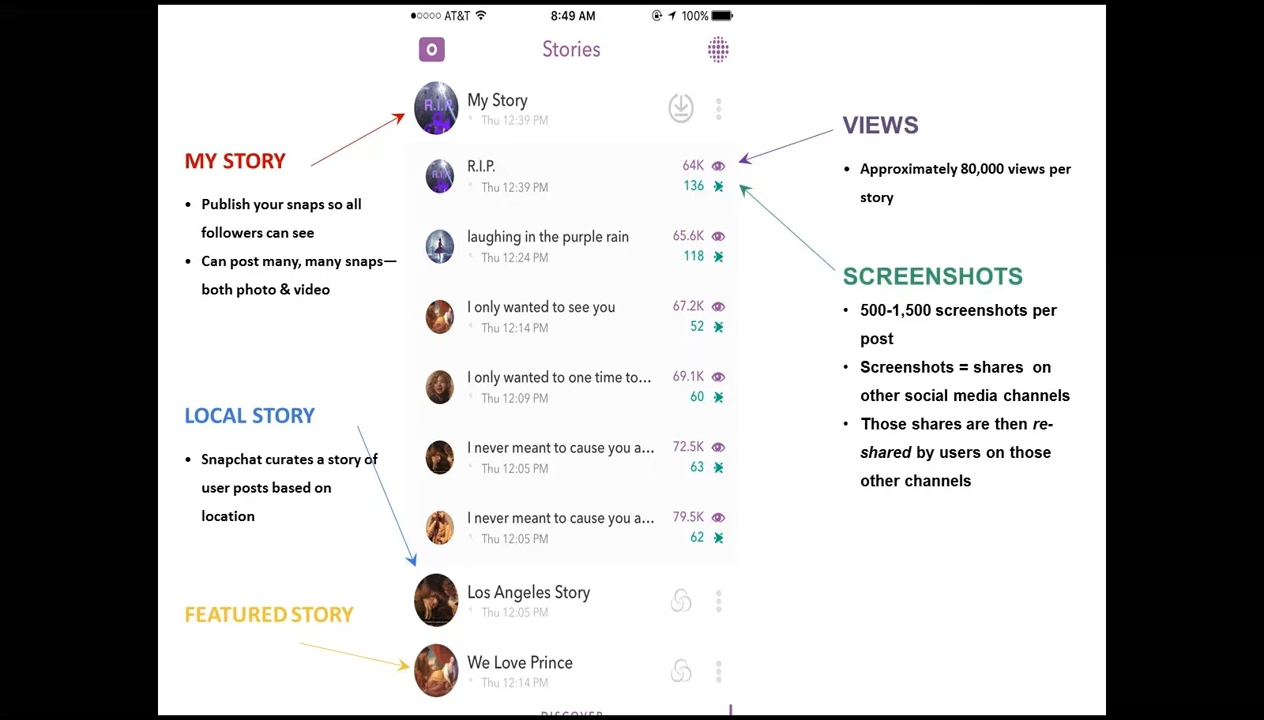 AT&T 8:49 AM 100%
O Stories
My Story
Thu 12:39 PM
R.I.P. 64K
Thu 12:39 PM 136
laughing in the purple rain 65.6K
Thu 12:24 PM 118
I only wanted to see you 67.2K
Thu 12:14 PM 52
I only wanted to one time to... 69.1K
Thu 12:09 PM 60
I never meant to cause you a... 72.5K
Thu 12:05 PM 63
I never meant to cause you a... 79.5K
Thu 12:05 PM 62
Los Angeles Story
Thu 12:05 PM
We Love Prince
Thu 12:14 PM
DISCOVER
MY STORY
• Publish your snaps so all
followers can see
• Can post many, many snaps—
both photo & video
LOCAL STORY
• Snapchat curates a story of
user posts based on
location
FEATURED STORY
VIEWS
• Approximately 80,000 views per
story
SCREENSHOTS
• 500-1,500 screenshots per
post
• Screenshots = shares on
other social media channels
• Those shares are then re-
shared by users on those
other channels
R.I.P.
R.I.P.